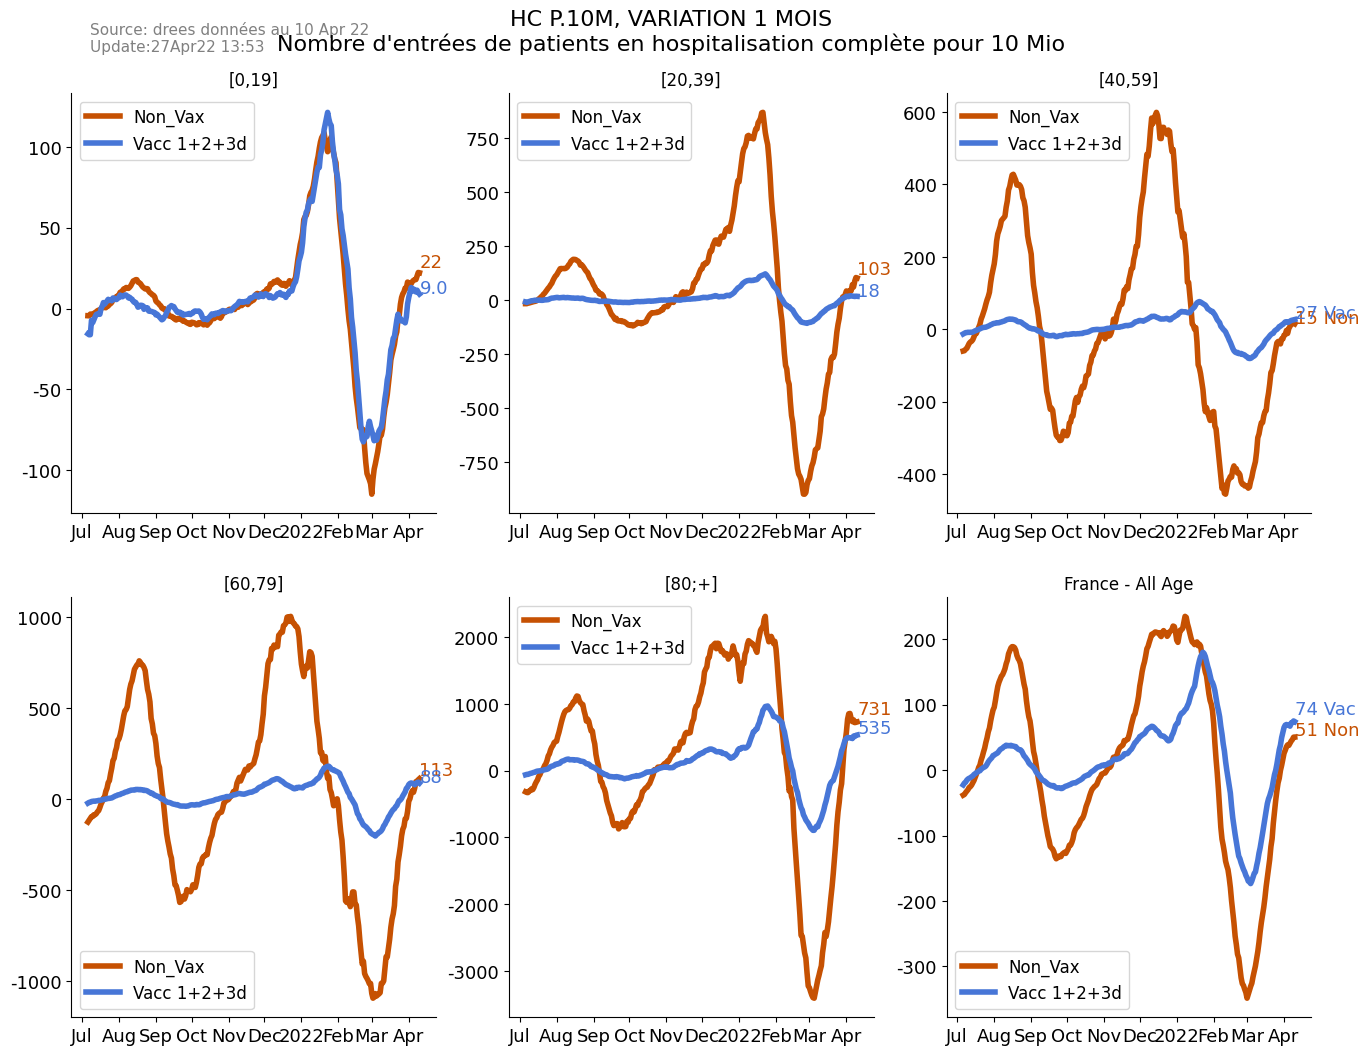 HC P.10M, VARIATION 1 MOIS
Source: drees données au 10 Apr 22
Update:27Apr22 13:53
Nombre d'entrées de patients en hospitalisation complète pour 10 Mio
[0,19]
Non_Vax
Vacc 1+2+3d
100
50
0
-50
-100
22
9.0
Jul Aug Sep Oct Nov Dec 2022 Feb Mar Apr
[20,39]
Non_Vax
Vacc 1+2+3d
750
500
250
0
-250
-500
-750
103
18
Jul Aug Sep Oct Nov Dec 2022 Feb Mar Apr
[40,59]
Non_Vax
Vacc 1+2+3d
600
400
200
0
-200
-400
27 Vac
15 Non
Jul Aug Sep Oct Nov Dec 2022 Feb Mar Apr
[60,79]
1000
500
0
-500
-1000
113
88
Non_Vax
Vacc 1+2+3d
Jul Aug Sep Oct Nov Dec 2022 Feb Mar Apr
[80;+]
Non_Vax
Vacc 1+2+3d
2000
1000
0
-1000
-2000
-3000
731
535
Jul Aug Sep Oct Nov Dec 2022 Feb Mar Apr
France - All Age
200
100
0
-100
-200
-300
74 Vac
51 Non
Non_Vax
Vacc 1+2+3d
Jul Aug Sep Oct Nov Dec 2022 Feb Mar Apr